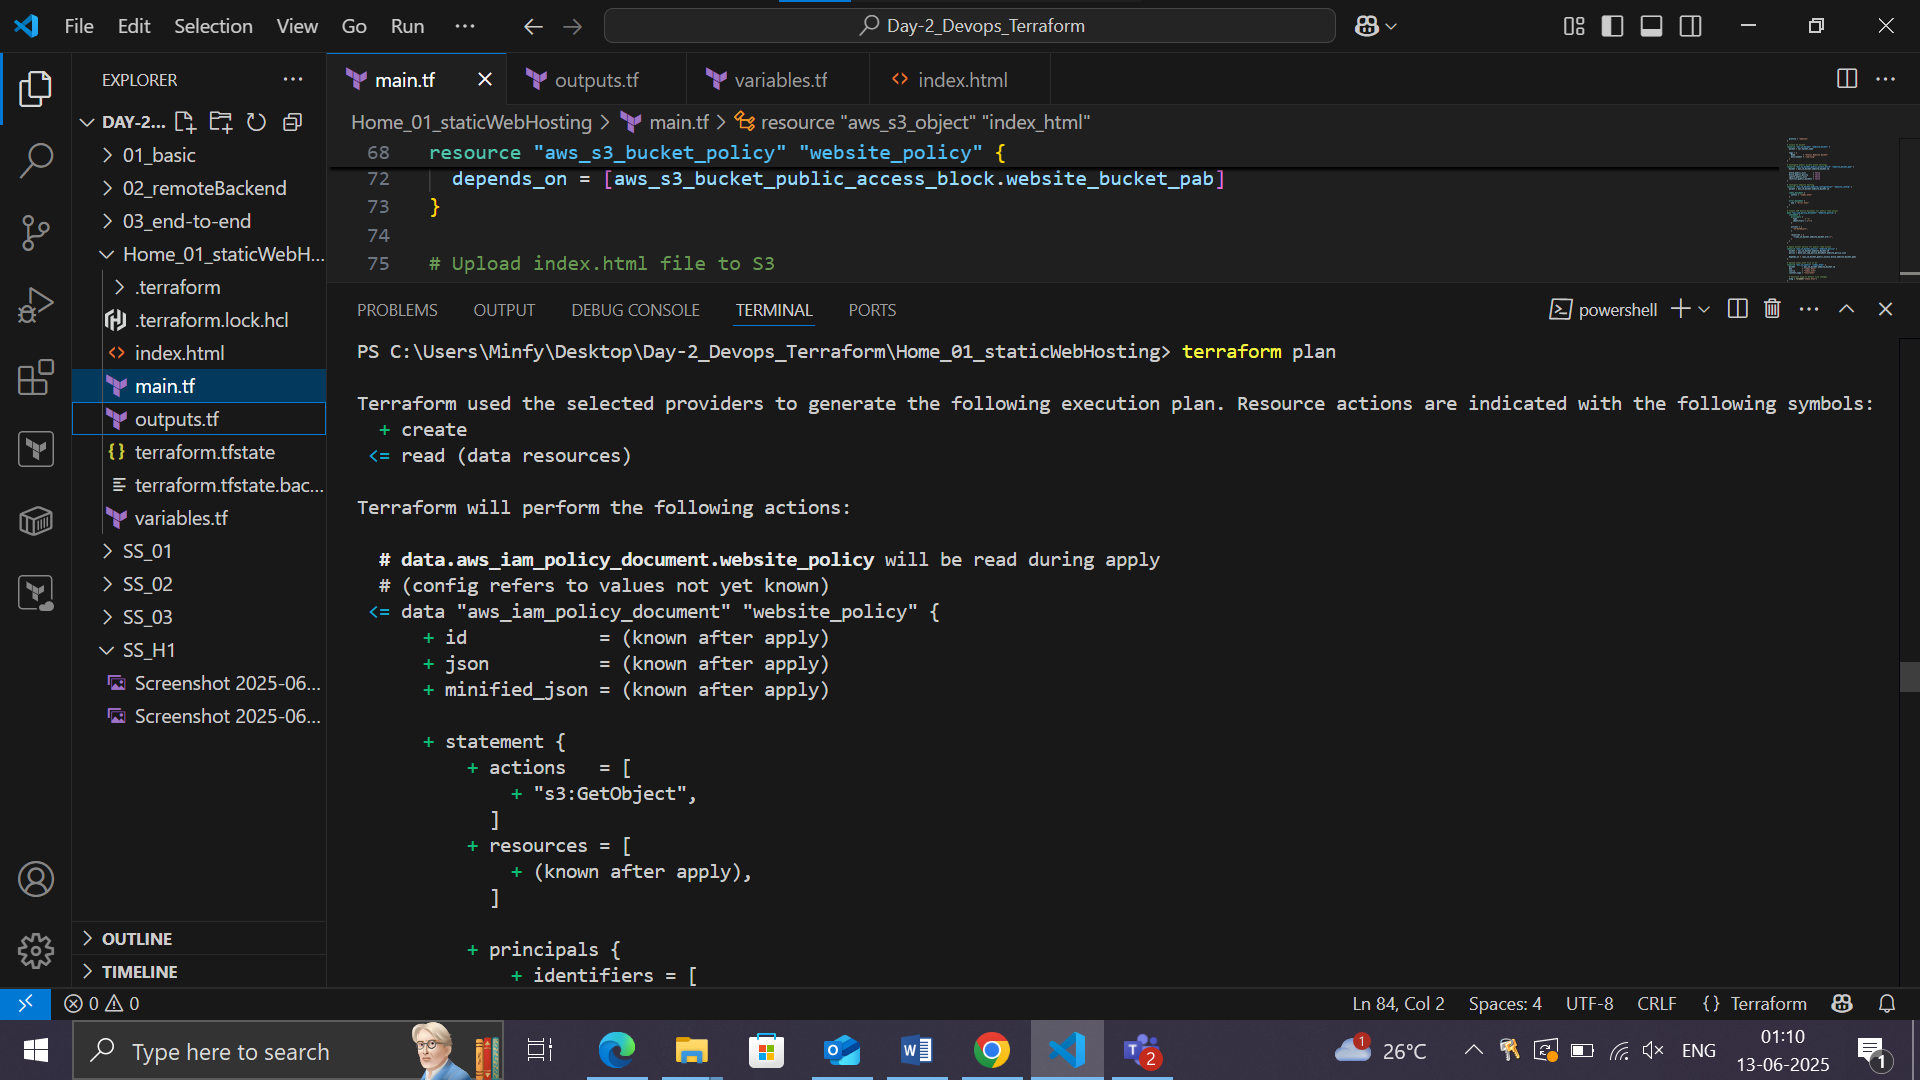 File Edit Selection View Go Run ···
Day-2_Devops_Terraform
EXPLORER
DAY-2...
01_basic
02_remoteBackend
03_end-to-end
Home_01_staticWebH...
.terraform
.terraform.lock.hcl
index.html
main.tf
outputs.tf
terraform.tfstate
terraform.tfstate.bac...
variables.tf
SS_01
SS_02
SS_03
SS_H1
Screenshot 2025-06...
Screenshot 2025-06...
OUTLINE
TIMELINE
main.tf outputs.tf variables.tf index.html
Home_01_staticWebHosting > main.tf > resource "aws_s3_object" "index_html"
68 resource "aws_s3_bucket_policy" "website_policy" {
72 depends_on = [aws_s3_bucket_public_access_block.website_bucket_pab]
73 }
74
75 # Upload index.html file to S3
PROBLEMS OUTPUT DEBUG CONSOLE TERMINAL PORTS
powershell
PS C:\Users\Minfy\Desktop\Day-2_Devops_Terraform\Home_01_staticWebHosting> terraform plan
Terraform used the selected providers to generate the following execution plan. Resource actions are indicated with the following symbols:
+ create
<= read (data resources)
Terraform will perform the following actions:
# data.aws_iam_policy_document.website_policy will be read during apply
# (config refers to values not yet known)
<= data "aws_iam_policy_document" "website_policy" {
+ id = (known after apply)
+ json = (known after apply)
+ minified_json = (known after apply)
+ statement {
+ actions = [
+ "s3:GetObject",
]
+ resources = [
+ (known after apply),
]
+ principals {
+ identifiers = [
0 0
Ln 84, Col 2 Spaces: 4 UTF-8 CRLF {} Terraform
Type here to search
2
1 26°C
ENG
01:10
13-06-2025
1